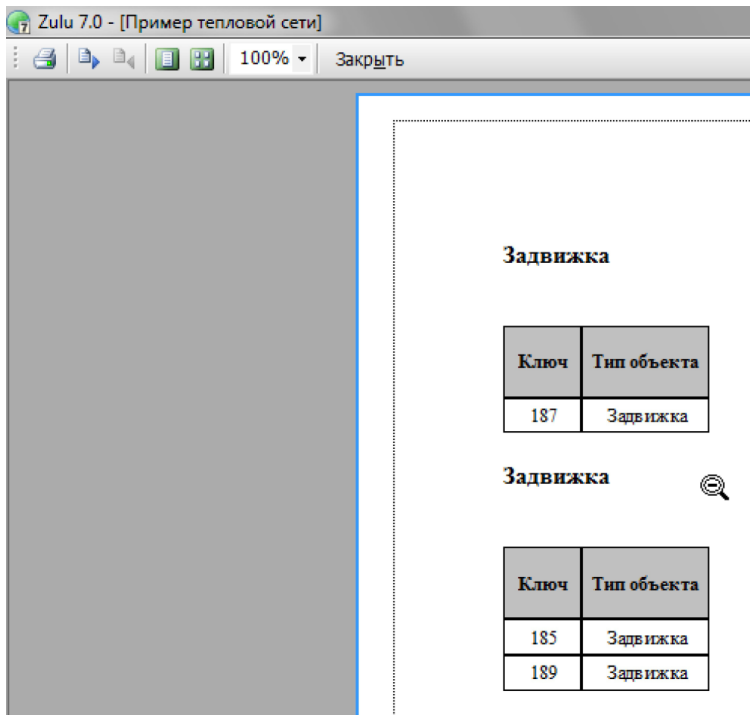 Zulu 7.0 - [Пример тепловой сети]
100% Закрыть
Задвижка
Ключ Тип объекта
187 Задвижка
Задвижка
Ключ Тип объекта
185 Задвижка
189 Задвижка